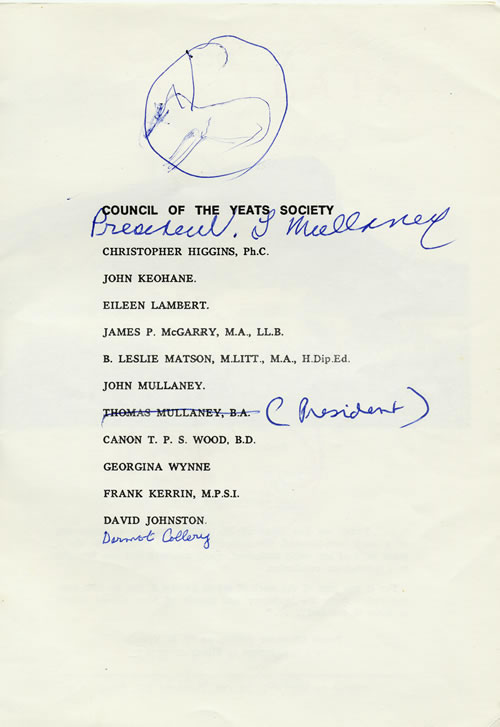 COUNCIL OF THE YEATS SOCIETY
President. T Mullaney
CHRISTOPHER HIGGINS, Ph.C.
JOHN KEOHANE.
EILEEN LAMBERT.
JAMES P. McGARRY, M.A., LL.B.
B. LESLIE MATSON, M.LITT., M.A., H.Dip.Ed.
JOHN MULLANEY.
THOMAS MULLANEY, B.A. (President)
CANON T. P. S. WOOD, B.D.
GEORGINA WYNNE
FRANK KERRIN, M.P.S.I.
DAVID JOHNSTON.
Dermot Collery